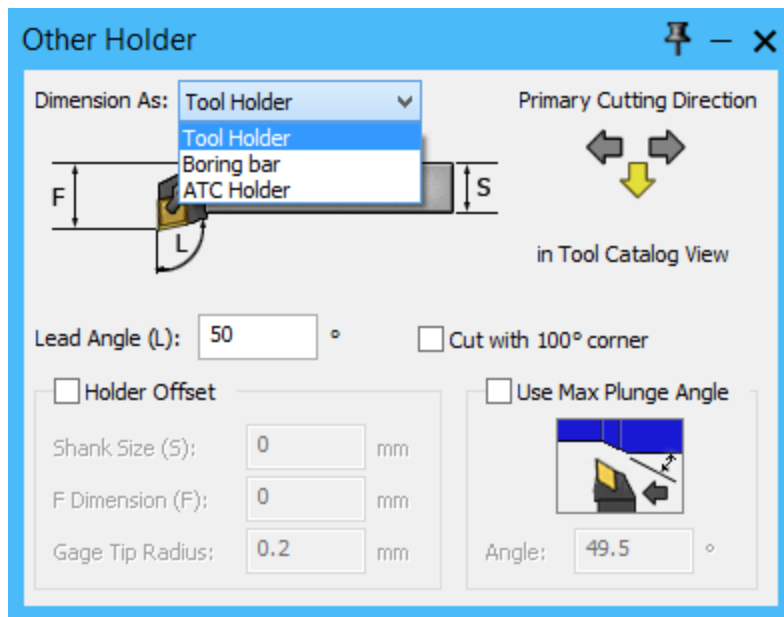 Other Holder
Dimension As: Tool Holder
Primary Cutting Direction
Tool Holder
Boring bar
ATC Holder
F
S
L
in Tool Catalog View
Lead Angle (L): 50 °
Cut with 100° corner
Holder Offset
Use Max Plunge Angle
Shank Size (S): 0 mm
F Dimension (F): 0 mm
Gage Tip Radius: 0.2 mm
Angle: 49.5 °